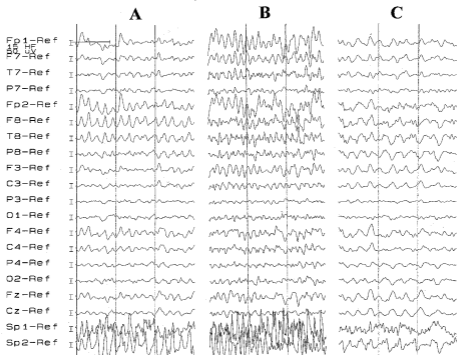 A B C
Fp1-Ref
F7-Ref
T7-Ref
P7-Ref
Fp2-Ref
F8-Ref
T8-Ref
P8-Ref
F3-Ref
C3-Ref
P3-Ref
O1-Ref
F4-Ref
C4-Ref
P4-Ref
O2-Ref
Fz-Ref
Cz-Ref
Sp1-Ref
Sp2-Ref